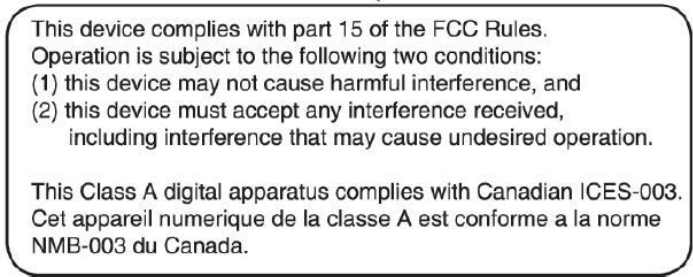 This device complies with part 15 of the FCC Rules.
Operation is subject to the following two conditions:
(1) this device may not cause harmful interference, and
(2) this device must accept any interference received,
including interference that may cause undesired operation.
This Class A digital apparatus complies with Canadian ICES-003.
Cet appareil numerique de la classe A est conforme a la norme
NMB-003 du Canada.